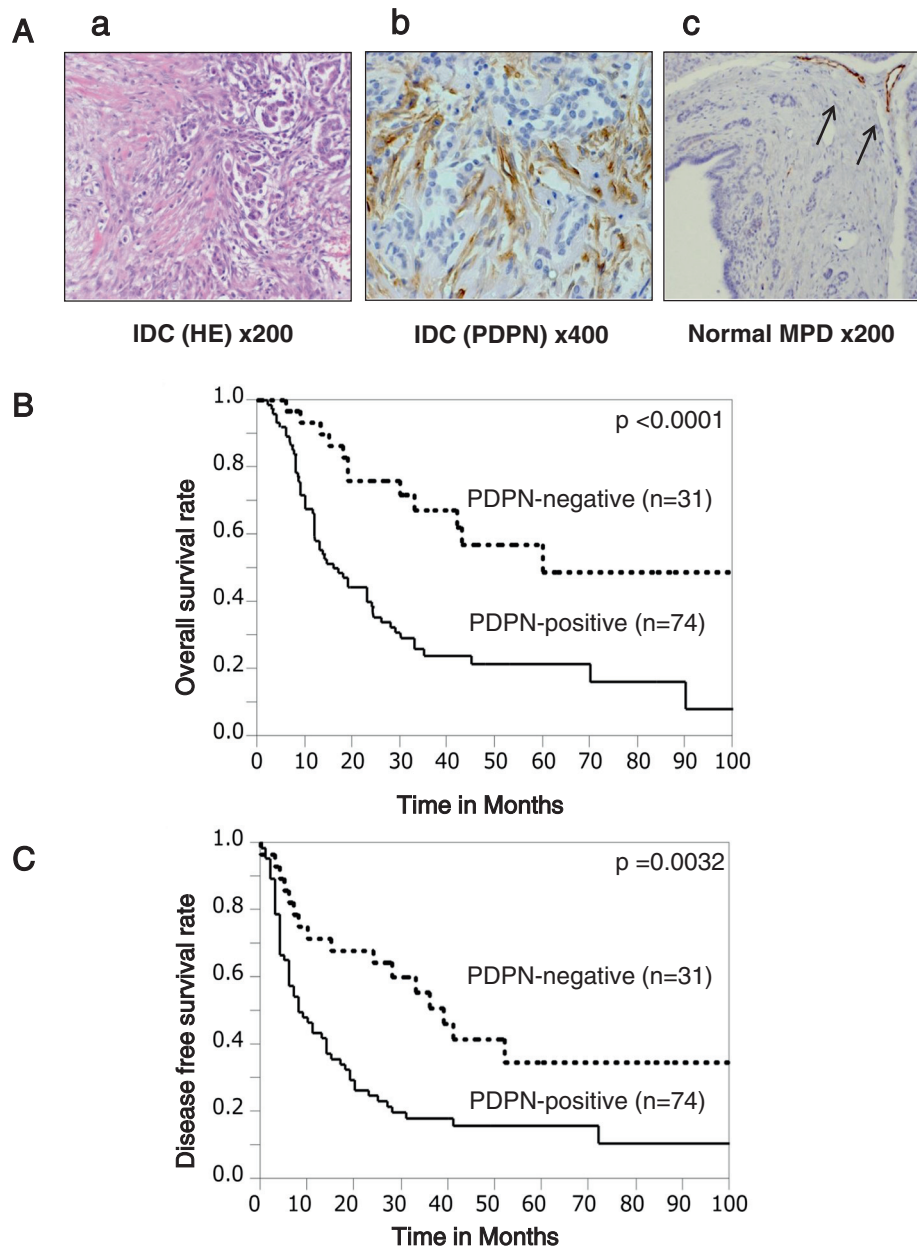 A
a
b
c
IDC (HE) x200
IDC (PDPN) x400
Normal MPD x200
B
Overall survival rate
1.0
0.8
0.6
0.4
0.2
0.0
p <0.0001
PDPN-negative (n=31)
PDPN-positive (n=74)
0 10 20 30 40 50 60 70 80 90 100
Time in Months
C
Disease free survival rate
1.0
0.8
0.6
0.4
0.2
0.0
p =0.0032
PDPN-negative (n=31)
PDPN-positive (n=74)
0 10 20 30 40 50 60 70 80 90 100
Time in Months